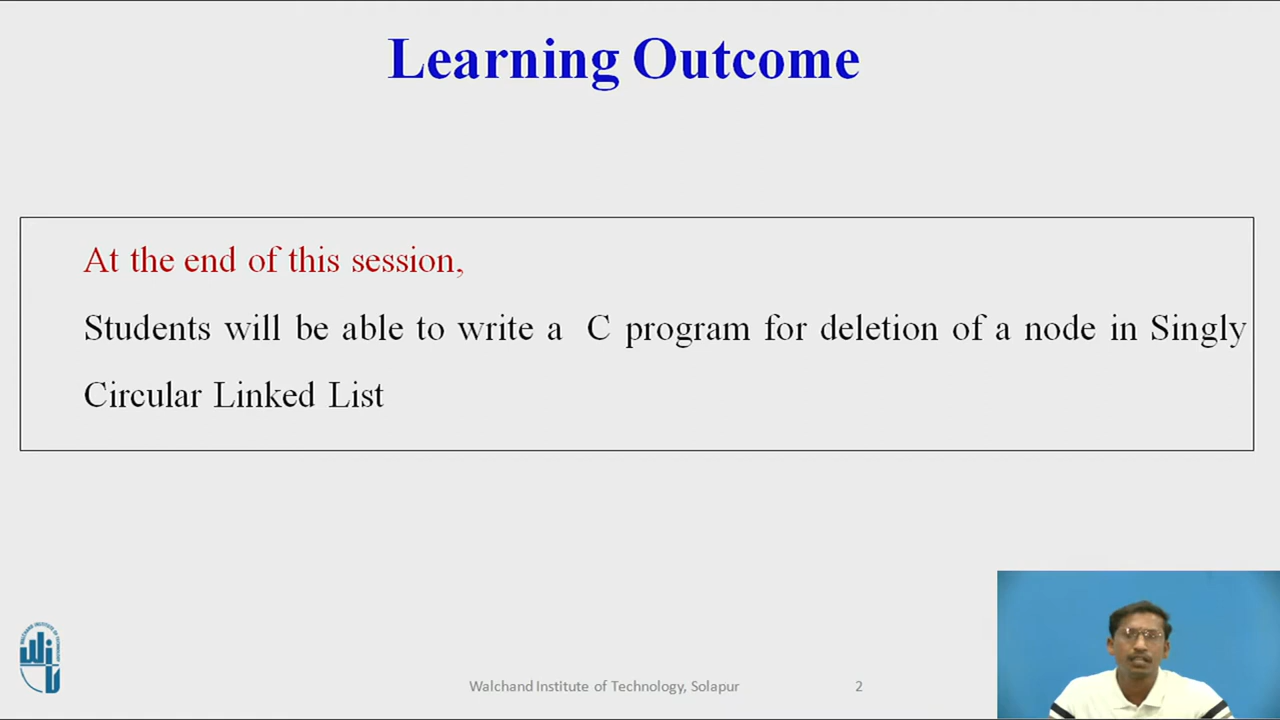 Learning Outcome
At the end of this session,
Students will be able to write a C program for deletion of a node in Singly
Circular Linked List
Walchand Institute of Technology, Solapur 2